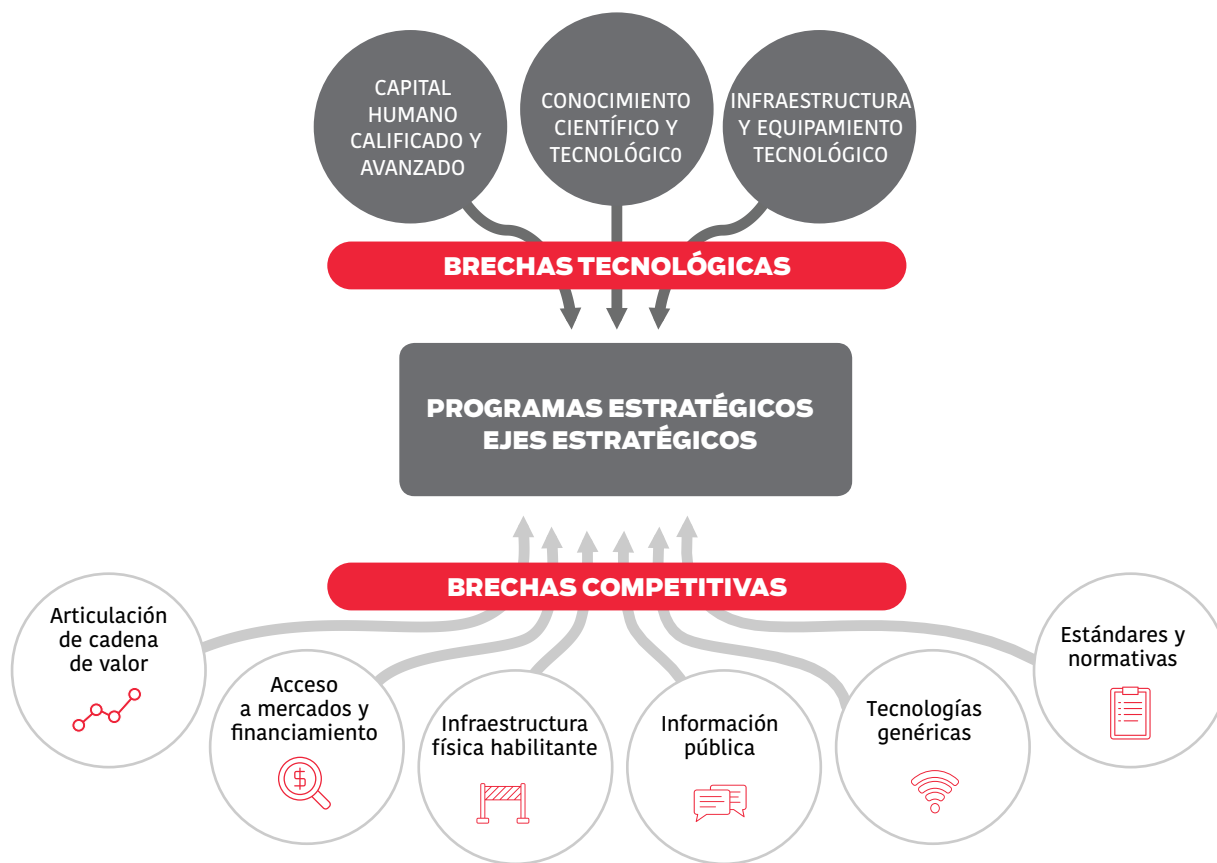 CAPITAL
HUMANO
CALIFICADO Y
AVANZADO
CONOCIMIENTO
CIENTÍFICO Y
TECNOLÓGIC0
INFRAESTRUCTURA
Y EQUIPAMIENTO
TECNOLÓGICO
BRECHAS TECNOLÓGICAS
PROGRAMAS ESTRATÉGICOS
EJES ESTRATÉGICOS
BRECHAS COMPETITIVAS
Articulación
de cadena
de valor
Acceso
a mercados y
financiamiento
$
Infraestructura
física habilitante
Información
pública
Tecnologías
genéricas
Estándares y
normativas